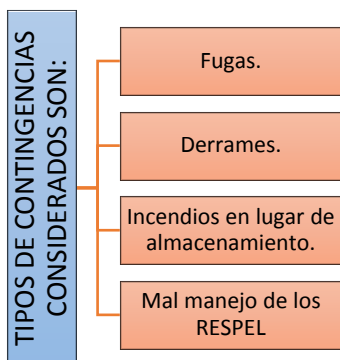 TIPOS DE CONTINGENCIAS
CONSIDERADOS SON:
Fugas.
Derrames.
Incendios en lugar de
almacenamiento.
Mal manejo de los
RESPEL